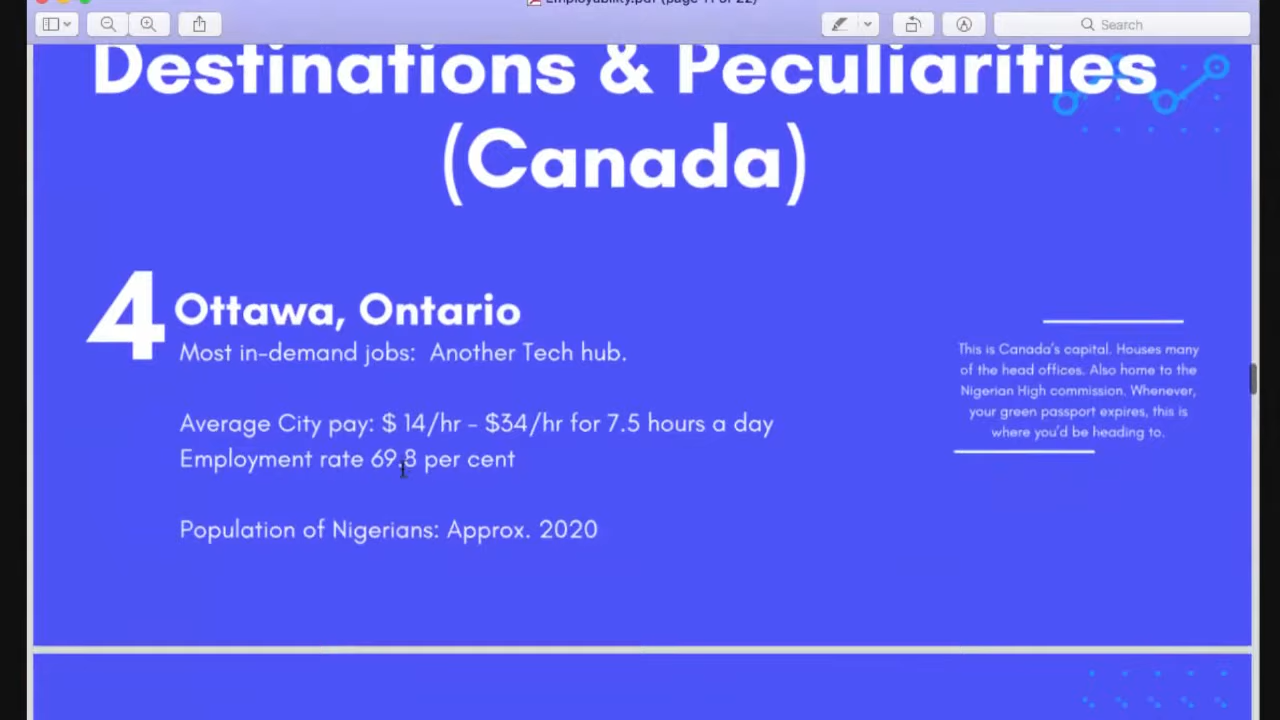 Search
Destinations & Peculiarities
(Canada)
4
Ottawa, Ontario
Most in-demand jobs: Another Tech hub.
Average City pay: $ 14/hr - $34/hr for 7.5 hours a day
Employment rate 69.8 per cent
Population of Nigerians: Approx. 2020
This is Canada's capital. Houses many
of the head offices. Also home to the
Nigerian High commission. Whenever,
your green passport expires, this is
where you'd be heading to.